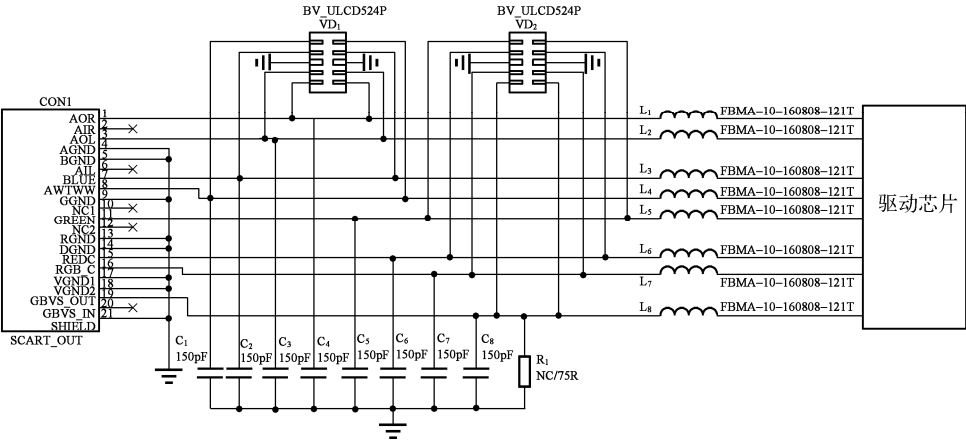 BV_ULCD524P
VD1
BV_ULCD524P
VD2
CON1
AOR 1
AIR 2
AOL 3
AGND 4
BGND 5
AIL 6
BLUE 7
AWTWW 8
GGND 9
NC1 10
GREEN 11
NC2 12
RGND 13
DGND 14
REDC 15
RGB_C 16
VGND1 17
VGND2 18
GBVS_OUT 19
GBVS_IN 20
SHIELD 21
SCART_OUT
L1 FBMA-10-160808-121T
L2 FBMA-10-160808-121T
L3 FBMA-10-160808-121T
L4 FBMA-10-160808-121T
L5 FBMA-10-160808-121T
L6 FBMA-10-160808-121T
L7 FBMA-10-160808-121T
L8 FBMA-10-160808-121T
驱动芯片
C1 150pF
C2 150pF
C3 150pF
C4 150pF
C5 150pF
C6 150pF
C7 150pF
C8 150pF
R1
NC/75R